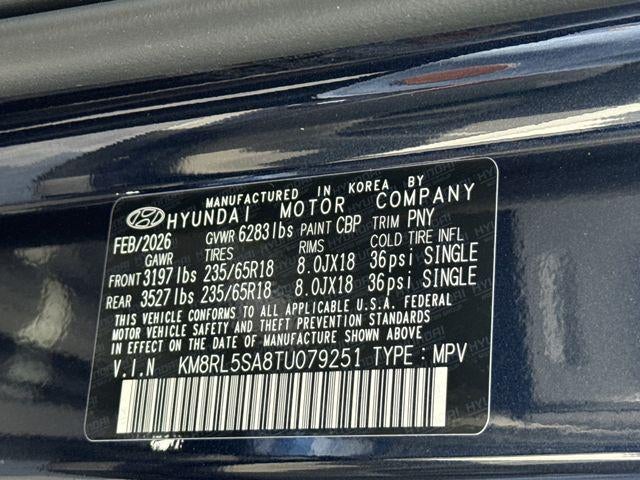 MANUFACTURED IN KOREA BY
HYUNDAI MOTOR COMPANY
FEB/2026 GVWR 6283lbs PAINT CBP TRIM PNY
GAWR TIRES RIMS COLD TIRE INFL
FRONT 3197lbs 235/65R18 8.0JX18 36psi SINGLE
REAR 3527lbs 235/65R18 8.0JX18 36psi SINGLE
THIS VEHICLE CONFORMS TO ALL APPLICABLE U.S.A. FEDERAL
MOTOR VEHICLE SAFETY AND THEFT PREVENTION STANDARDS
IN EFFECT ON THE DATE OF MANUFACTURE SHOWN ABOVE.
V.I.N KM8RL5SA8TU079251 TYPE : MPV